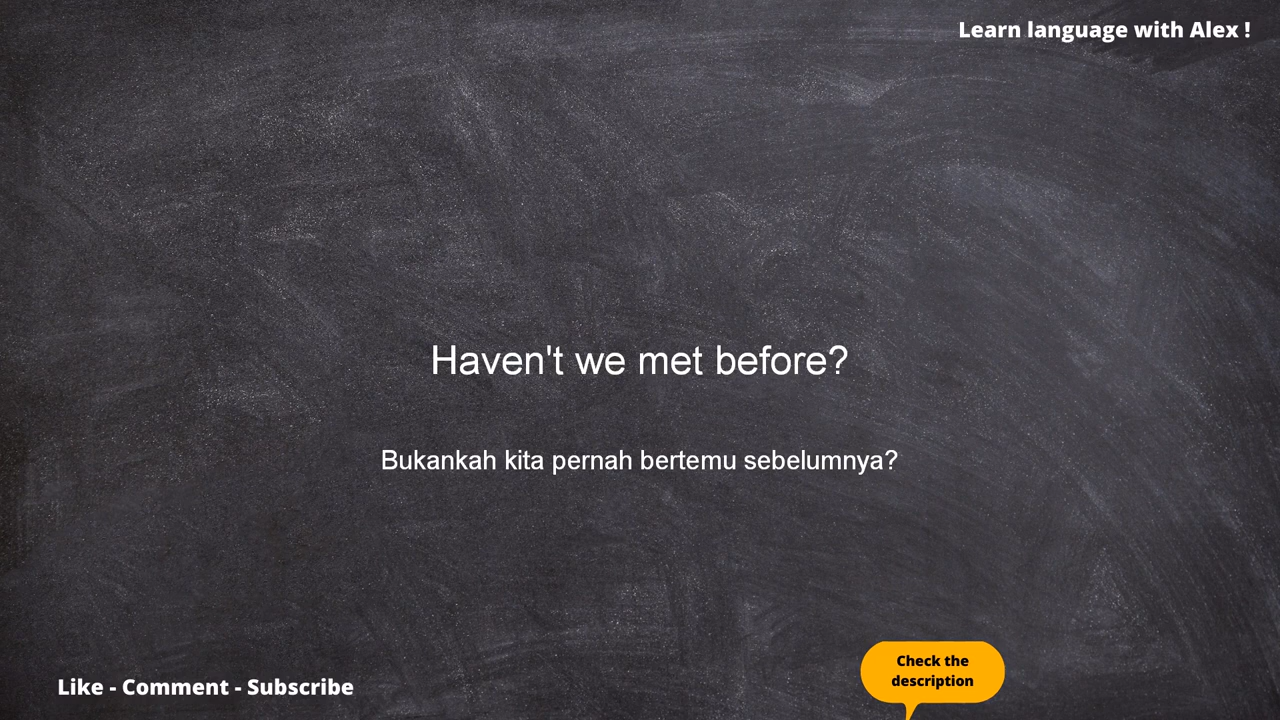 Learn language with Alex !
Haven't we met before?
Bukankah kita pernah bertemu sebelumnya?
Check the
description
Like - Comment - Subscribe